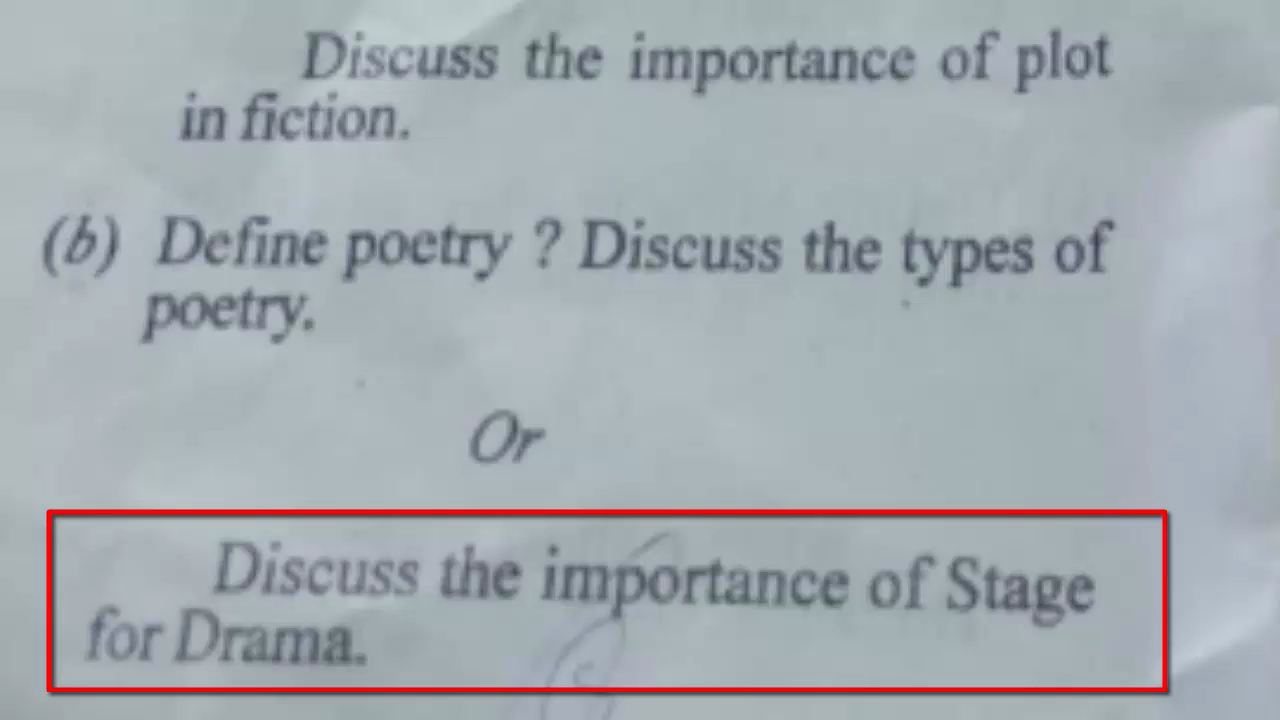 Discuss the importance of plot
in fiction.
(b) Define poetry ? Discuss the types of
poetry.
Or
Discuss the importance of Stage
for Drama.